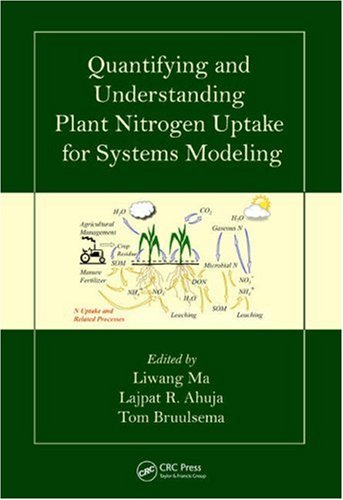 Quantifying and
Understanding
Plant Nitrogen Uptake
for Systems Modeling
H₂O
CO₂
H₂O
Agricultural
Management
Gaseous N
Crop
Residue
SOM
Microbial N
Manure
Fertilizer
SOM
DON
NO₃⁻
NH₄⁺
NO₃⁻
NH₄⁺
H₂O
SOM
N Uptake and
Related Processes
Leaching
Leaching
Edited by
Liwang Ma
Lajpat R. Ahuja
Tom Bruulsema
CRC Press
Taylor & Francis Group